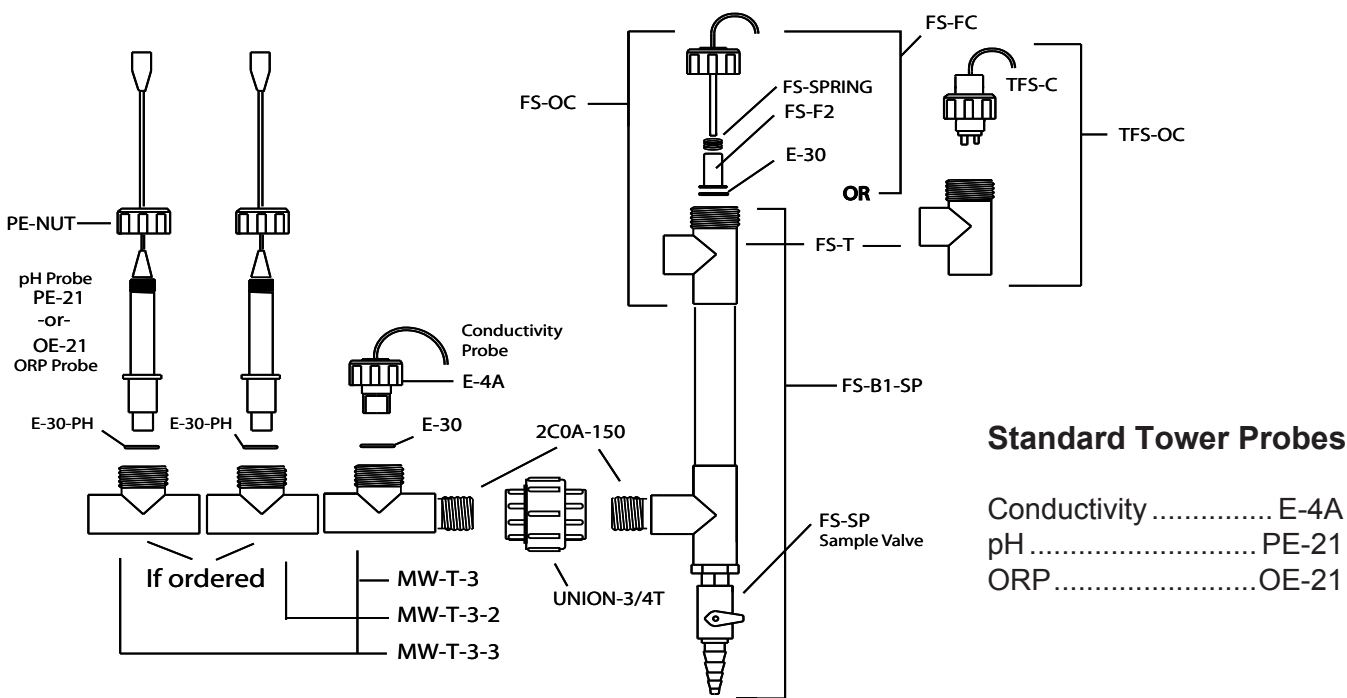 FS-FC
FS-OC
FS-SPRING
FS-F2
E-30
OR
TFS-C
TFS-OC
PE-NUT
FS-T
pH Probe
PE-21
-or-
OE-21
ORP Probe
Conductivity
Probe
E-4A
FS-B1-SP
E-30-PH
E-30-PH
E-30
2C0A-150
Standard Tower Probes
Conductivity ............... E-4A
pH .......................... PE-21
ORP........................OE-21
FS-SP
Sample Valve
If ordered
UNION-3/4T
MW-T-3
MW-T-3-2
MW-T-3-3